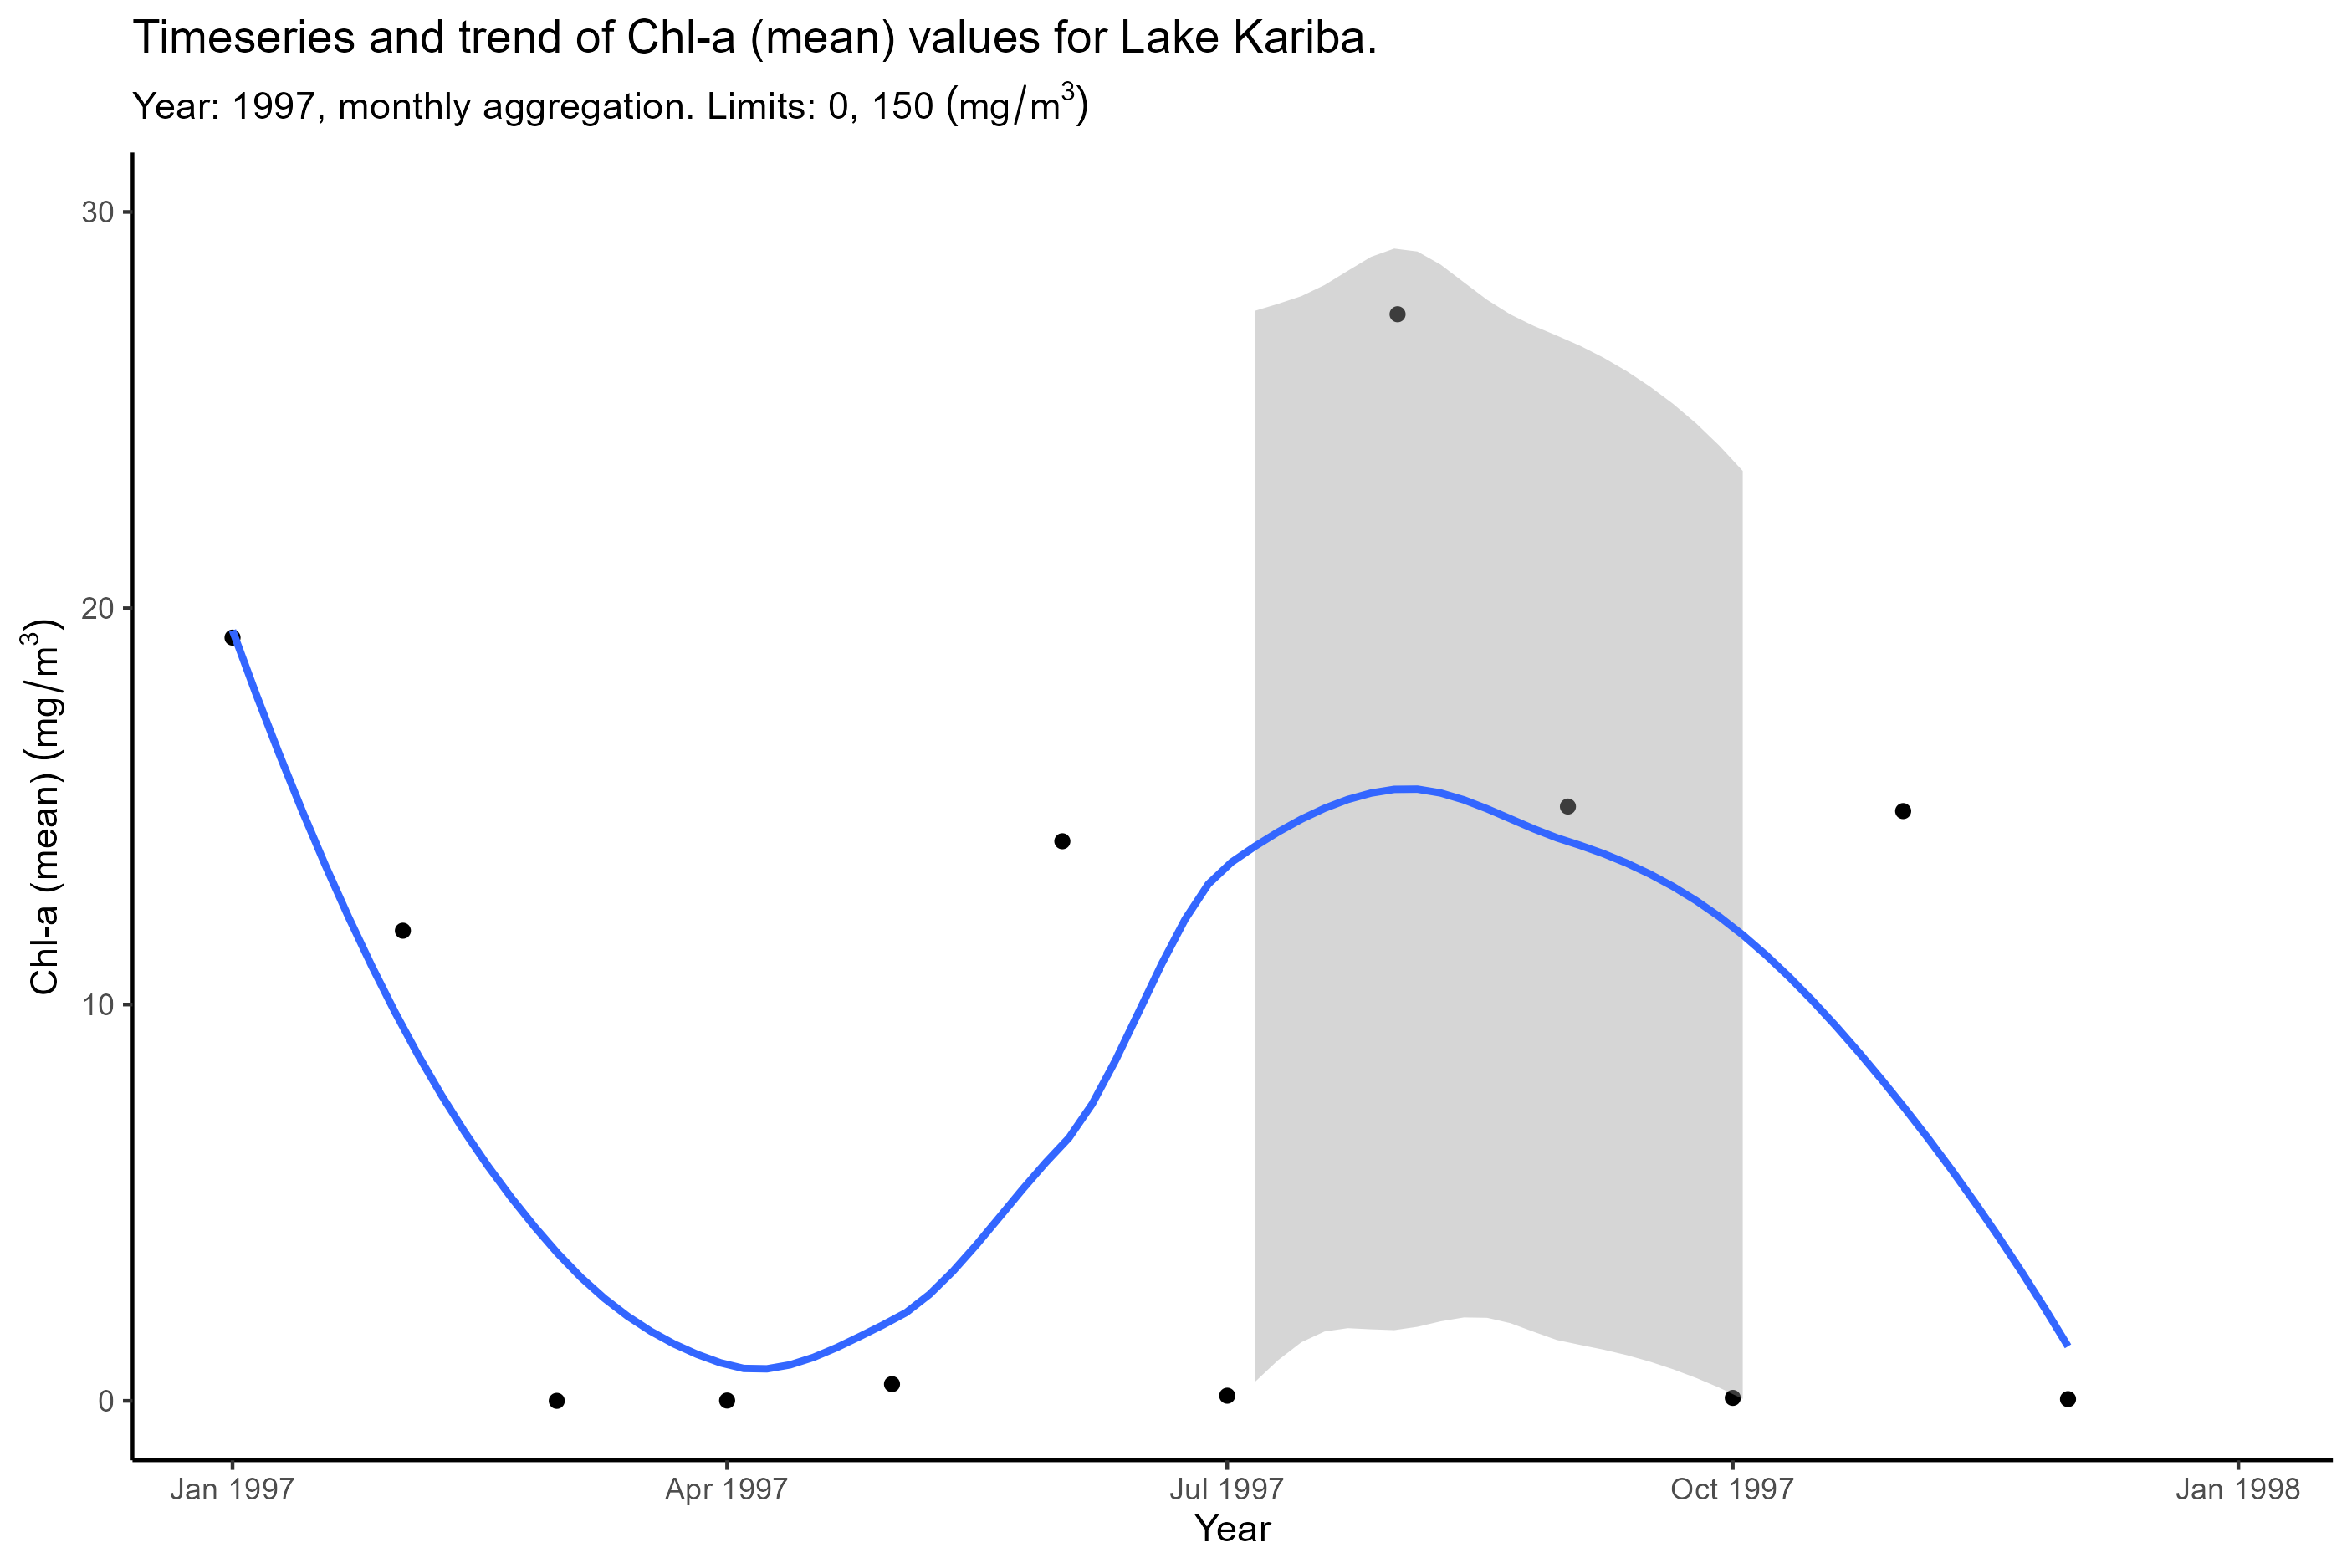 Timeseries and trend of Chl-a (mean) values for Lake Kariba.
Year: 1997, monthly aggregation. Limits: 0, 150 (mg/m³)
Chl-a (mean) (mg/m³)
30
20
10
0
Jan 1997 Apr 1997 Jul 1997 Oct 1997 Jan 1998
Year